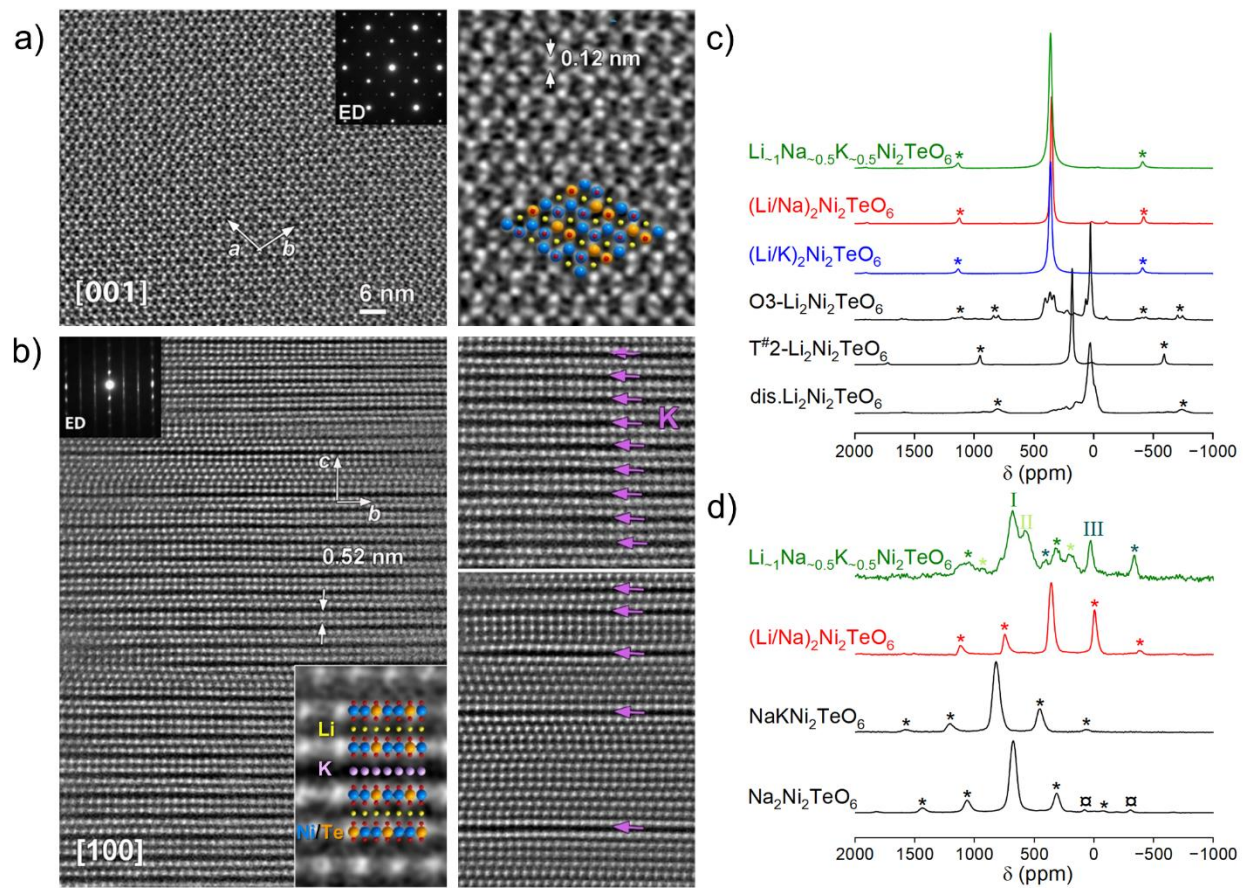 a)
ED
a
b
[001]
6 nm
0.12 nm
b)
ED
c
b
0.52 nm
Li
K
Ni/Te
[100]
K
c)
Li~1Na~0.5K~0.5Ni2TeO6
* *
(Li/Na)2Ni2TeO6
* *
(Li/K)2Ni2TeO6
* *
O3-Li2Ni2TeO6
* * * *
T#2-Li2Ni2TeO6
* *
dis.Li2Ni2TeO6
* *
2000 1500 1000 500 0 −500 −1000
δ (ppm)
d)
I
II
III
Li~1Na~0.5K~0.5Ni2TeO6
* * * * * *
(Li/Na)2Ni2TeO6
* * * *
NaKNi2TeO6
* * * *
Na2Ni2TeO6
* * * ¤ * ¤
2000 1500 1000 500 0 −500 −1000
δ (ppm)